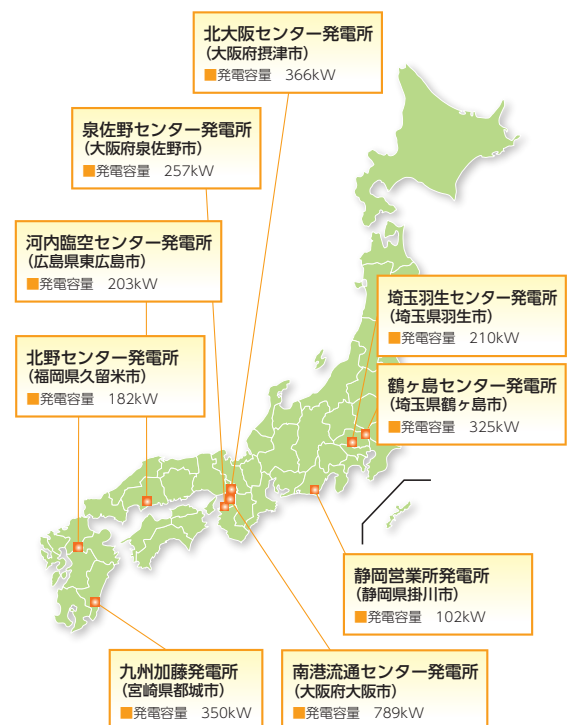 北大阪センター発電所
(大阪府摂津市)
■発電容量 366kW
泉佐野センター発電所
(大阪府泉佐野市)
■発電容量 257kW
河内臨空センター発電所
(広島県東広島市)
■発電容量 203kW
北野センター発電所
(福岡県久留米市)
■発電容量 182kW
埼玉羽生センター発電所
(埼玉県羽生市)
■発電容量 210kW
鶴ヶ島センター発電所
(埼玉県鶴ヶ島市)
■発電容量 325kW
静岡営業所発電所
(静岡県掛川市)
■発電容量 102kW
九州加藤発電所
(宮崎県都城市)
■発電容量 350kW
南港流通センター発電所
(大阪府大阪市)
■発電容量 789kW